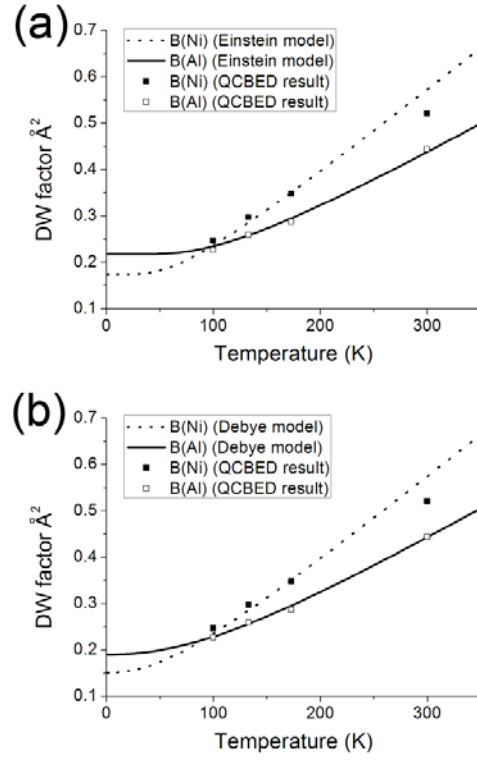 (a)
0.7
0.6
0.5
0.4
0.3
0.2
0.1
DW factor Å²
B(Ni) (Einstein model)
B(Al) (Einstein model)
B(Ni) (QCBED result)
B(Al) (QCBED result)
0 100 200 300
Temperature (K)
(b)
0.7
0.6
0.5
0.4
0.3
0.2
0.1
DW factor Å²
B(Ni) (Debye model)
B(Al) (Debye model)
B(Ni) (QCBED result)
B(Al) (QCBED result)
0 100 200 300
Temperature (K)